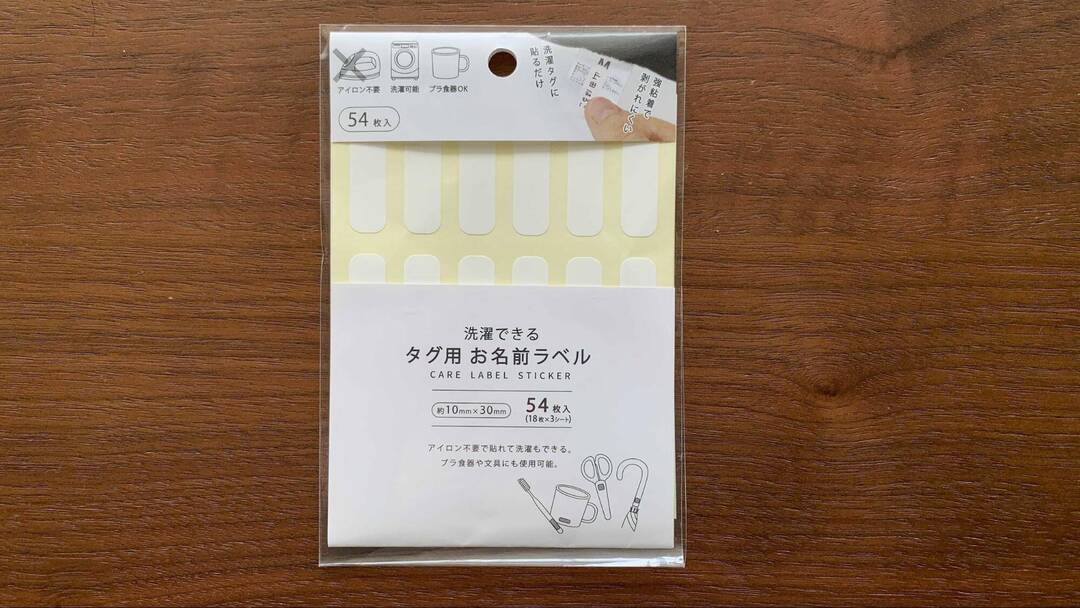 アイロン不要 洗濯可能 プラ食器OK
54枚入
洗濯タグに
貼るだけ
強粘着で
剥がれにくい
洗濯できる
タグ用 お名前ラベル
CARE LABEL STICKER
約10mm×30mm 54枚入
(18枚×3シート)
アイロン不要で貼れて洗濯もできる。
プラ食器や文具にも使用可能。